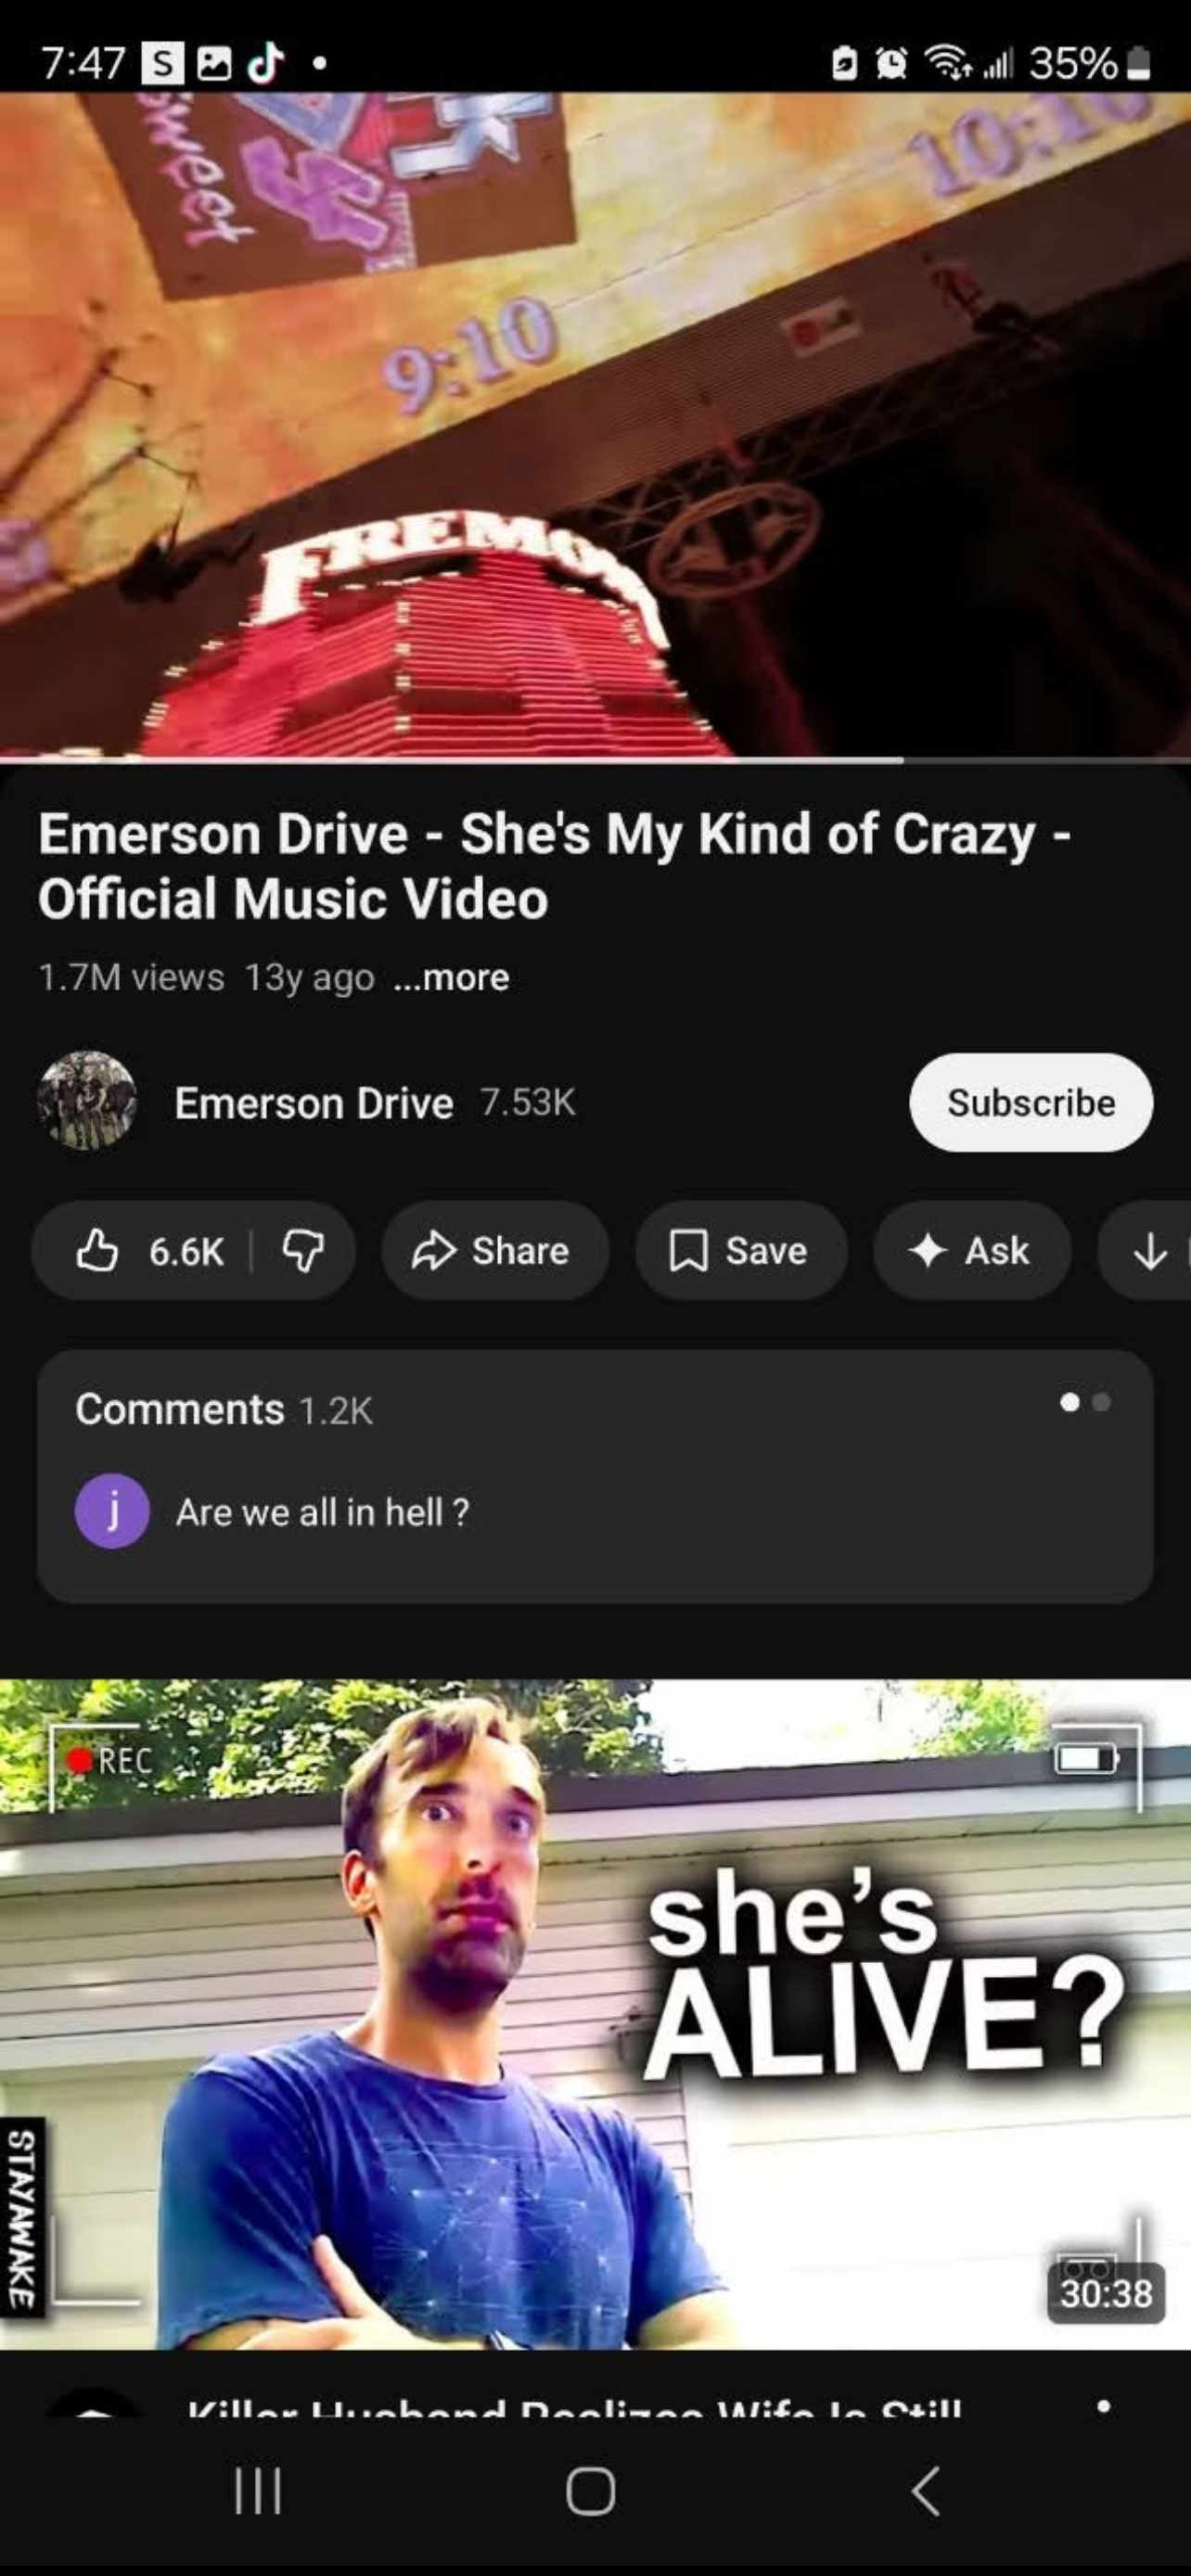 7:47 S 35%
sweet
10:10
9:10
FREMON
Emerson Drive - She's My Kind of Crazy -
Official Music Video
1.7M views 13y ago ...more
Emerson Drive 7.53K Subscribe
6.6K Share Save Ask
Comments 1.2K
j Are we all in hell ?
REC
she's
ALIVE?
STAYAWAKE
30:38
Killer Husband Realizes Wife Is Still